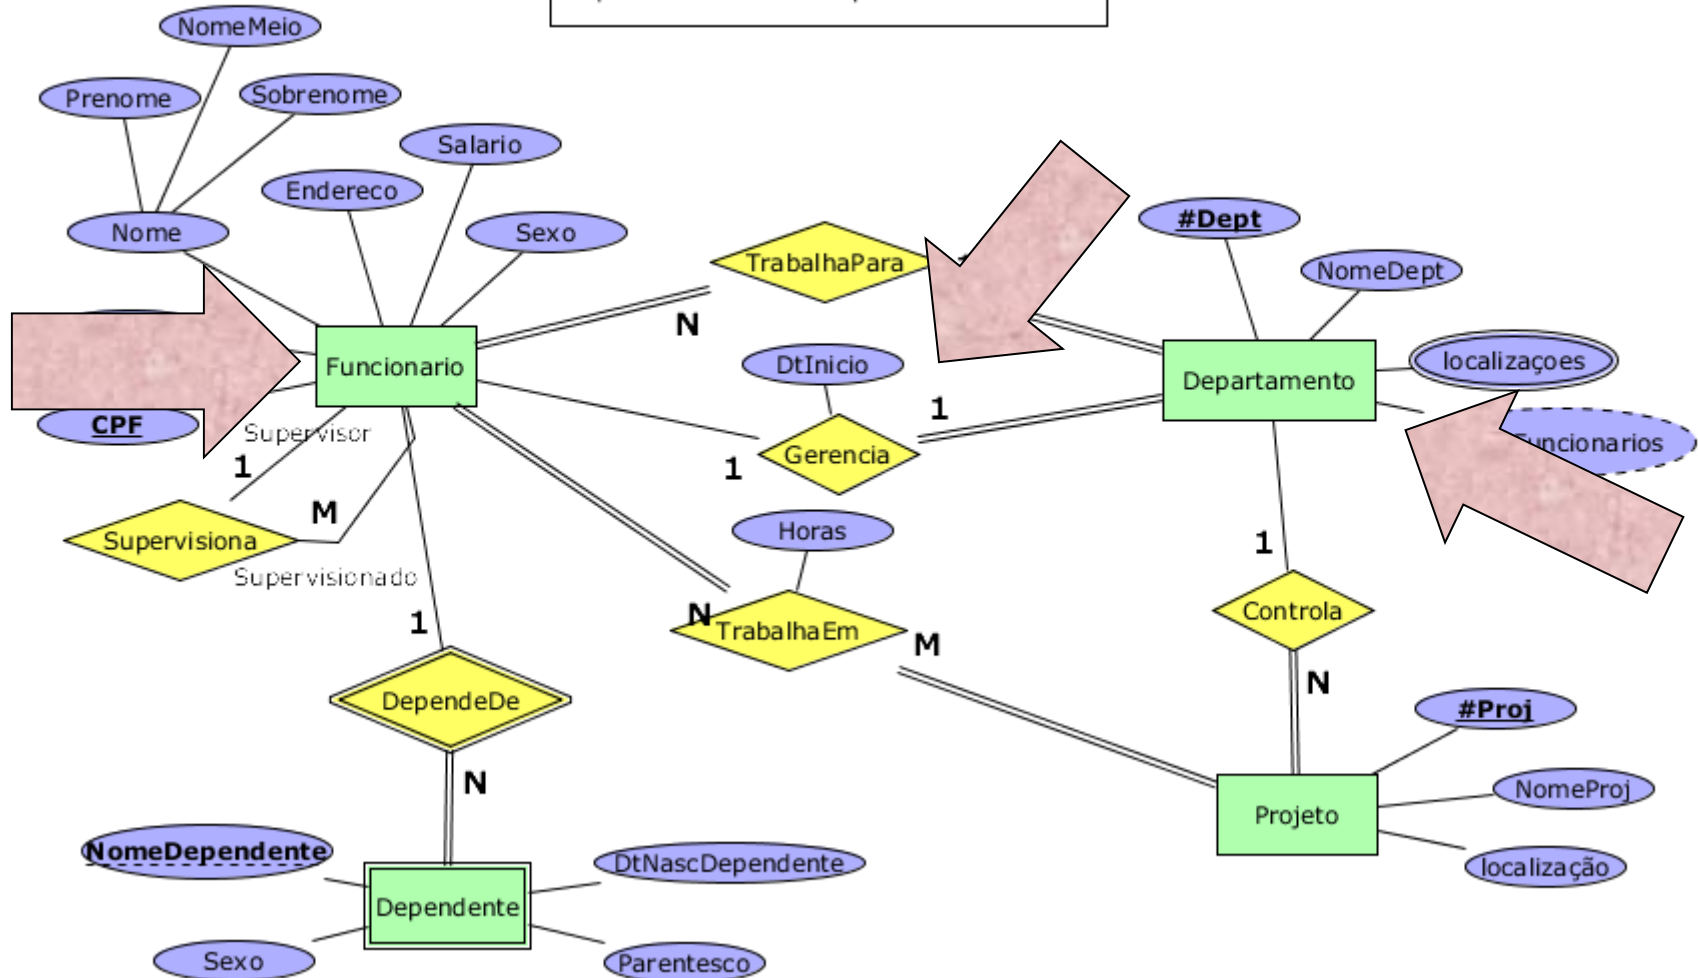 NomeMeio
Prenome
Sobrenome
Salario
Endereco
Nome
Sexo
TrabalhaPara
#Dept
NomeDept
N
Funcionario
DtInicio
Departamento
localizaçoes
1
CPF
Supervisor
1
1
Gerencia
M
Supervisiona
Horas
1
Supervisionado
1
N
TrabalhaEm
M
Controla
N
DependeDe
#Proj
N
NomeProj
Projeto
NomeDependente
DtNascDependente
localização
Dependente
Sexo
Parentesco